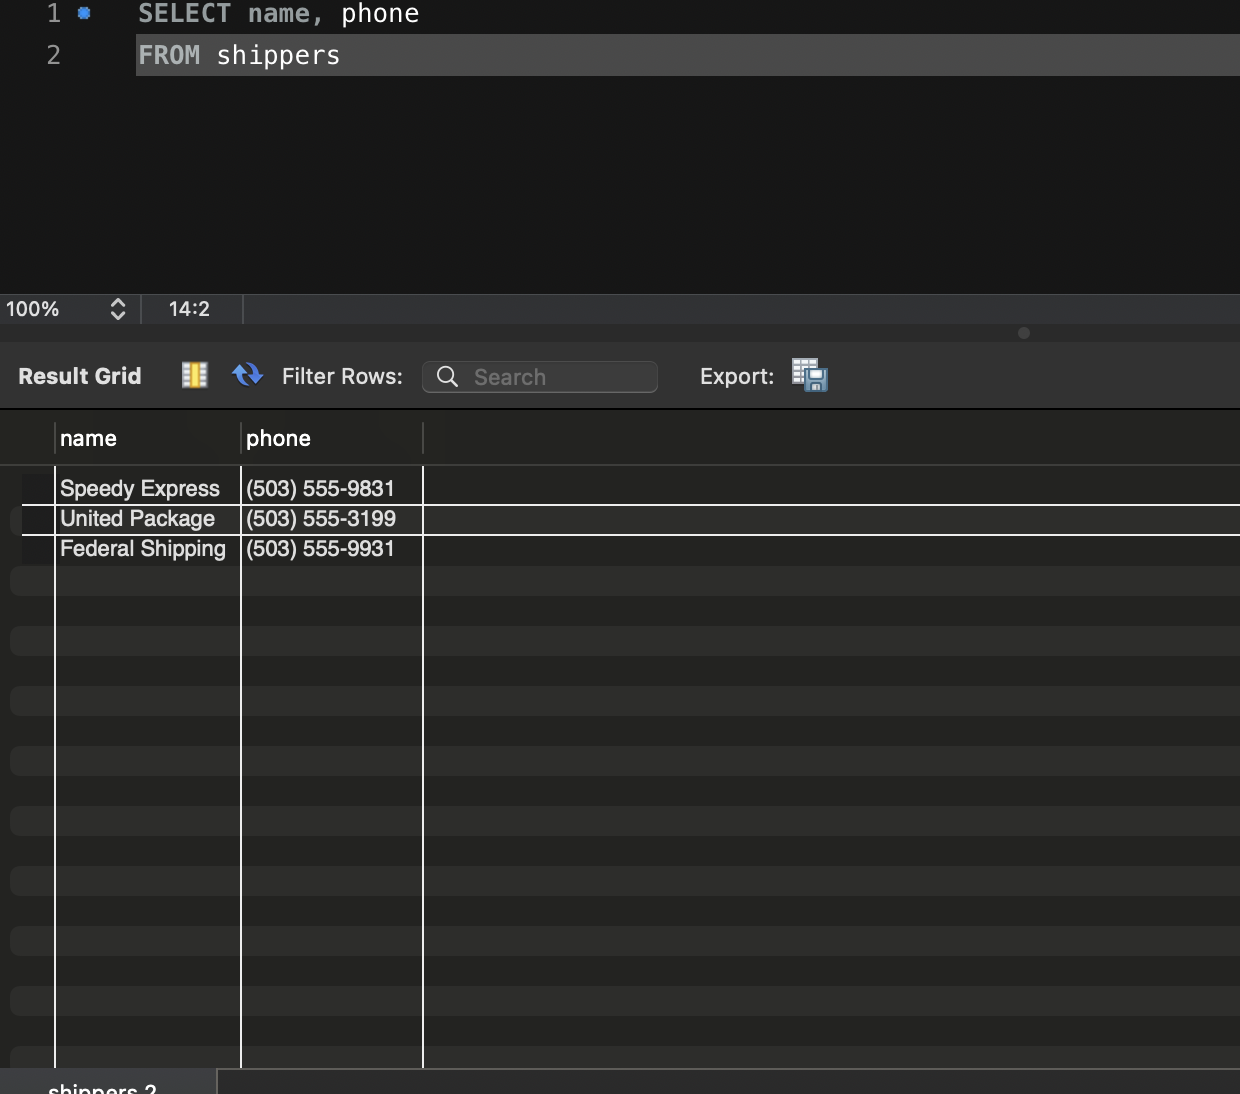 1 SELECT name, phone
2 FROM shippers
100% 14:2
Result Grid Filter Rows: Search Export:
name phone
Speedy Express (503) 555-9831
United Package (503) 555-3199
Federal Shipping (503) 555-9931
shippers 2